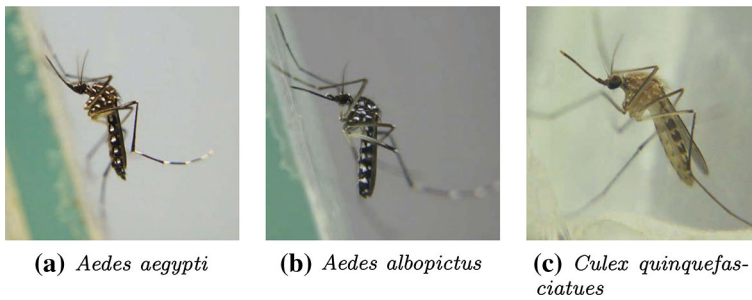 (a) Aedes aegypti
(b) Aedes albopictus
(c) Culex quinquefas-
ciatues